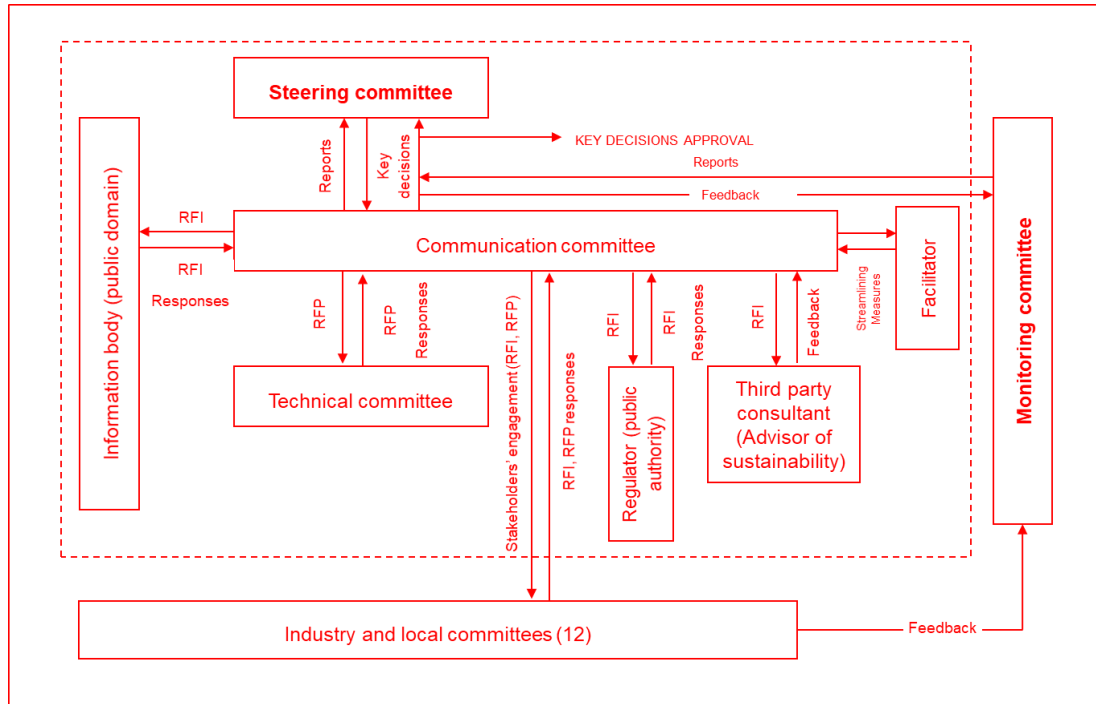 Steering committee
KEY DECISIONS APPROVAL
Reports
Key
decisions
Reports
Feedback
Information body (public domain)
RFI
RFI
Responses
Communication committee
Streamlining
Measures
Facilitator
Monitoring committee
RFP
RFP
Responses
Stakeholders' engagement (RFI, RFP)
RFI, RFP responses
RFI
RFI
Responses
RFI
Feedback
Technical committee
Regulator (public
authority)
Third party
consultant
(Advisor of
sustainability)
Industry and local committees (12)
Feedback